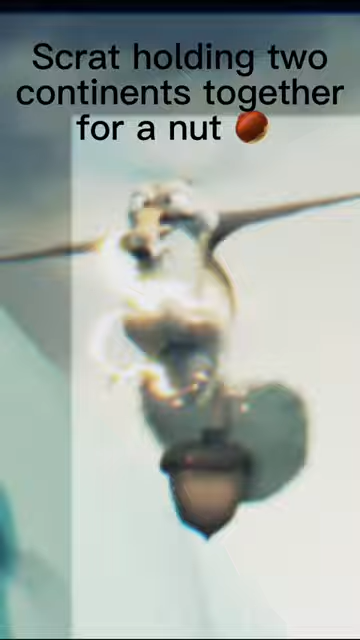 Scrat holding two
continents together
for a nut 🌰